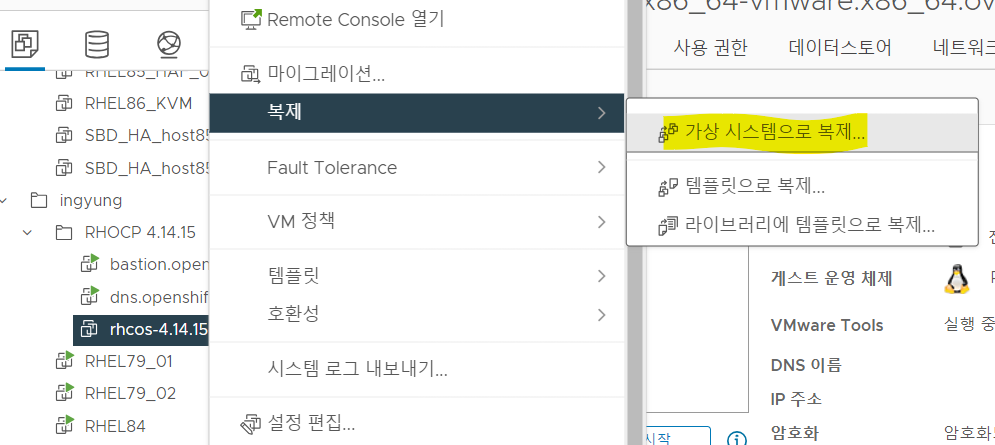 x86_64-vmware.x86_64.ov
Remote Console 열기
사용 권한
데이터스토어
네트워크
RHEL85_HAP_0
마이그레이션...
RHEL86_KVM
복제
SBD_HA_host85
가상 시스템으로 복제...
SBD_HA_host85
Fault Tolerance
템플릿으로 복제...
ingyung
VM 정책
라이브러리에 템플릿으로 복제...
RHOCP 4.14.15
bastion.open
템플릿
게스트 운영 체제
dns.openshif
호환성
rhcos-4.14.15
VMware Tools
실행 중
RHEL79_01
시스템 로그 내보내기...
DNS 이름
RHEL79_02
IP 주소
RHEL84
설정 편집...
시작
암호화